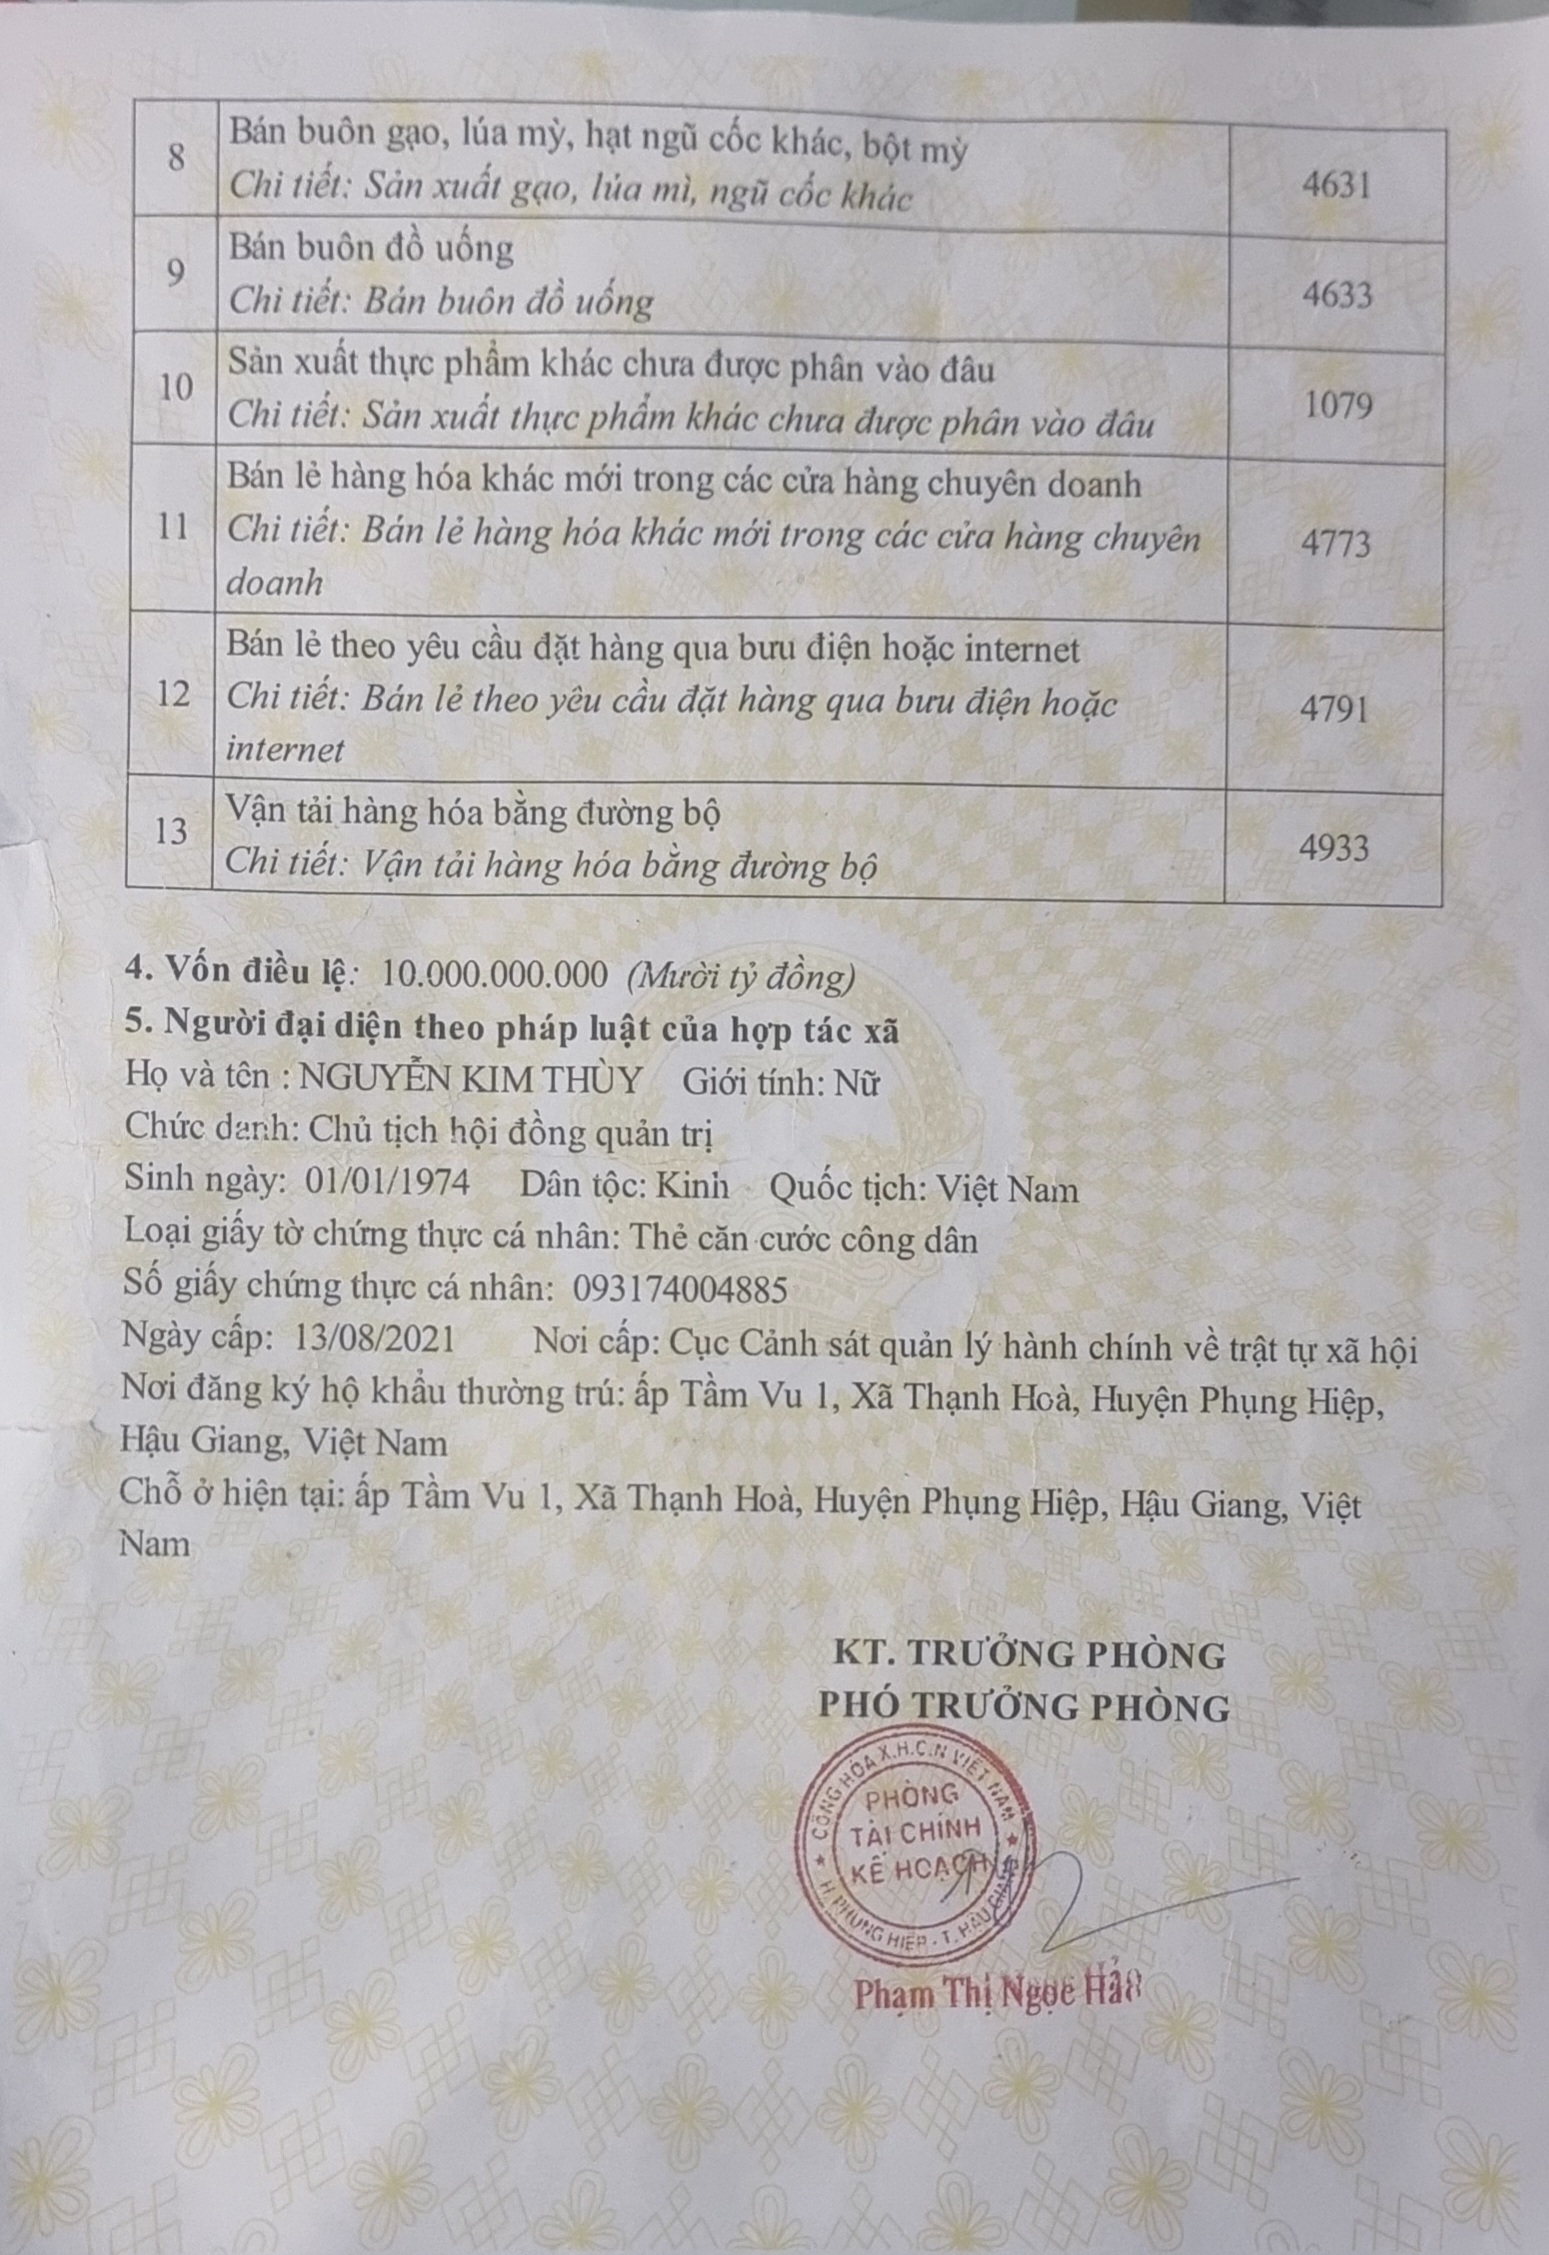 8
Bán buôn gạo, lúa mỳ, hạt ngũ cốc khác, bột mỳ
Chi tiết: Sản xuất gạo, lúa mì, ngũ cốc khác
4631
9
Bán buôn đồ uống
Chi tiết: Bán buôn đồ uống
4633
10
Sản xuất thực phẩm khác chưa được phân vào đâu
Chi tiết: Sản xuất thực phẩm khác chưa được phân vào đâu
1079
11
Bán lẻ hàng hóa khác mới trong các cửa hàng chuyên doanh
Chi tiết: Bán lẻ hàng hóa khác mới trong các cửa hàng chuyên
doanh
4773
12
Bán lẻ theo yêu cầu đặt hàng qua bưu điện hoặc internet
Chi tiết: Bán lẻ theo yêu cầu đặt hàng qua bưu điện hoặc
internet
4791
13
Vận tải hàng hóa bằng đường bộ
Chi tiết: Vận tải hàng hóa bằng đường bộ
4933
4. Vốn điều lệ: 10.000.000.000 (Mười tỷ đồng)
5. Người đại diện theo pháp luật của hợp tác xã
Họ và tên : NGUYỄN KIM THÙY Giới tính: Nữ
Chức danh: Chủ tịch hội đồng quản trị
Sinh ngày: 01/01/1974 Dân tộc: Kinh Quốc tịch: Việt Nam
Loại giấy tờ chứng thực cá nhân: Thẻ căn cước công dân
Số giấy chứng thực cá nhân: 093174004885
Ngày cấp: 13/08/2021 Nơi cấp: Cục Cảnh sát quản lý hành chính về trật tự xã hội
Nơi đăng ký hộ khẩu thường trú: ấp Tầm Vu 1, Xã Thạnh Hoà, Huyện Phụng Hiệp,
Hậu Giang, Việt Nam
Chỗ ở hiện tại: ấp Tầm Vu 1, Xã Thạnh Hoà, Huyện Phụng Hiệp, Hậu Giang, Việt
Nam
KT. TRƯỞNG PHÒNG
PHÓ TRƯỞNG PHÒNG
CỘNG HÒA X.H.C.N VIỆT NAM
PHÒNG
TÀI CHÍNH
KẾ HOẠCH
H. PHỤNG HIỆP - T. HẬU GIANG
Phạm Thị Ngọc Hân